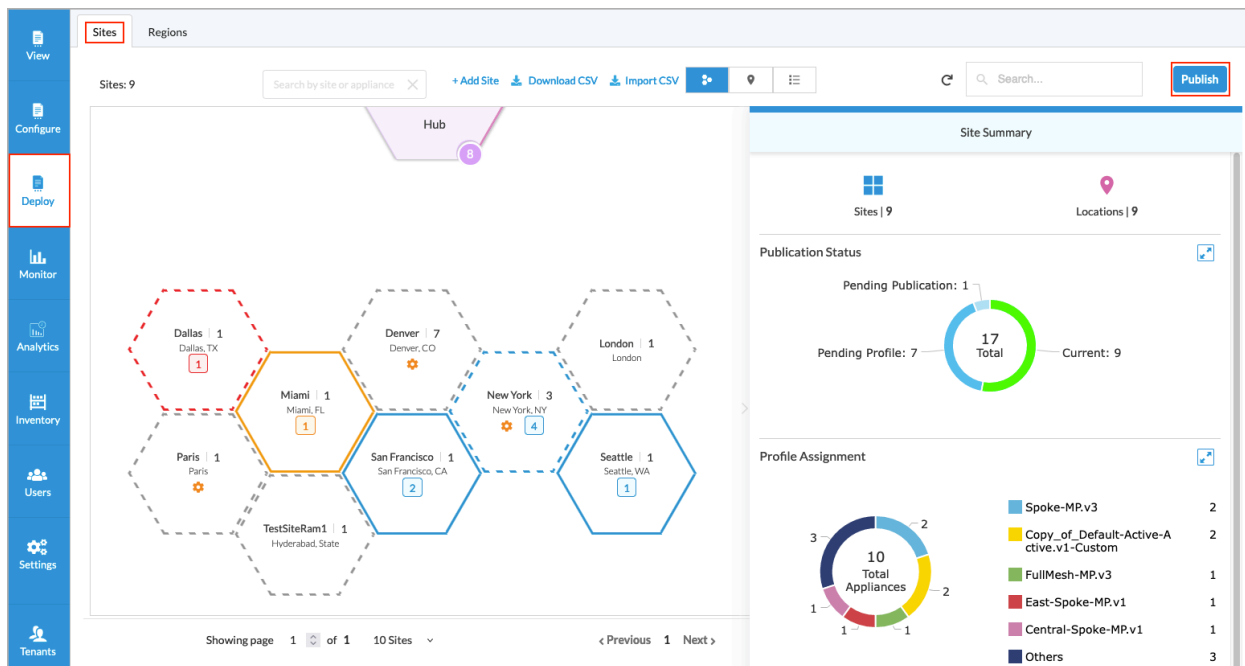 View
Configure
Deploy
Monitor
Analytics
Inventory
Users
Settings
Tenants
Sites
Regions
Sites: 9
Search by site or appliance
+ Add Site
Download CSV
Import CSV
Search...
Publish
Hub
8
Dallas | 1
Dallas, TX
1
Denver | 7
Denver, CO
London | 1
London
Miami | 1
Miami, FL
1
New York | 3
New York, NY
4
Paris | 1
Paris
San Francisco | 1
San Francisco, CA
2
Seattle | 1
Seattle, WA
1
TestSiteRam1 | 1
Hyderabad, State
Showing page 1 of 1
10 Sites
‹ Previous 1 Next ›
Site Summary
Sites | 9
Locations | 9
Publication Status
Pending Publication: 1
Pending Profile: 7
17
Total
Current: 9
Profile Assignment
3
2
10
Total
Appliances
2
1
1
1
Spoke-MP.v3 2
Copy_of_Default-Active-A 2
ctive.v1-Custom
FullMesh-MP.v3 1
East-Spoke-MP.v1 1
Central-Spoke-MP.v1 1
Others 3